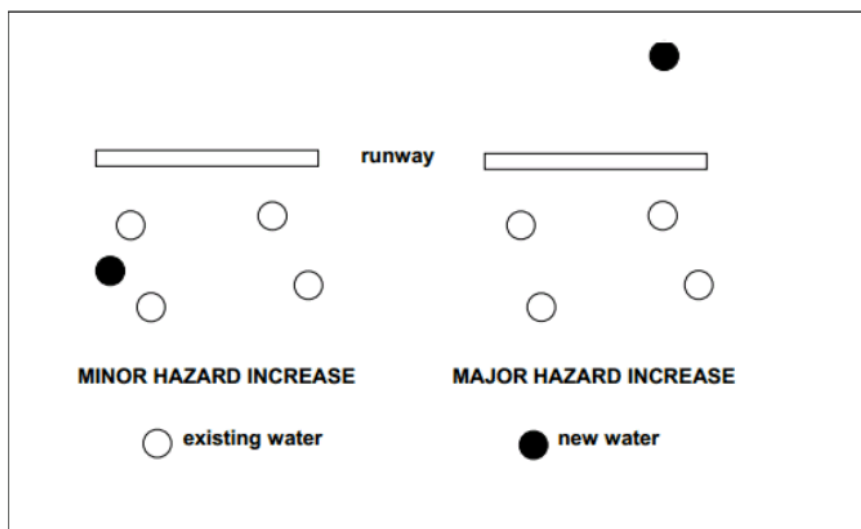 runway
MINOR HAZARD INCREASE
MAJOR HAZARD INCREASE
existing water
new water